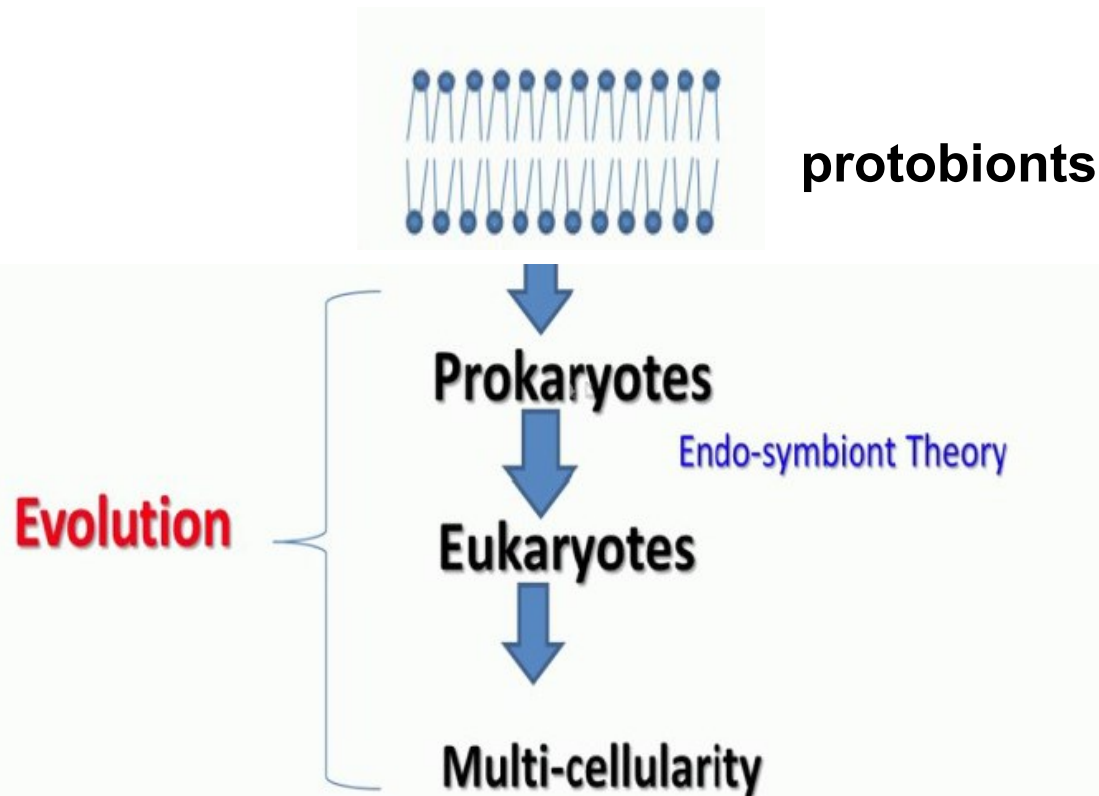 protobionts
Prokaryotes
Endo-symbiont Theory
Evolution
Eukaryotes
Multi-cellularity